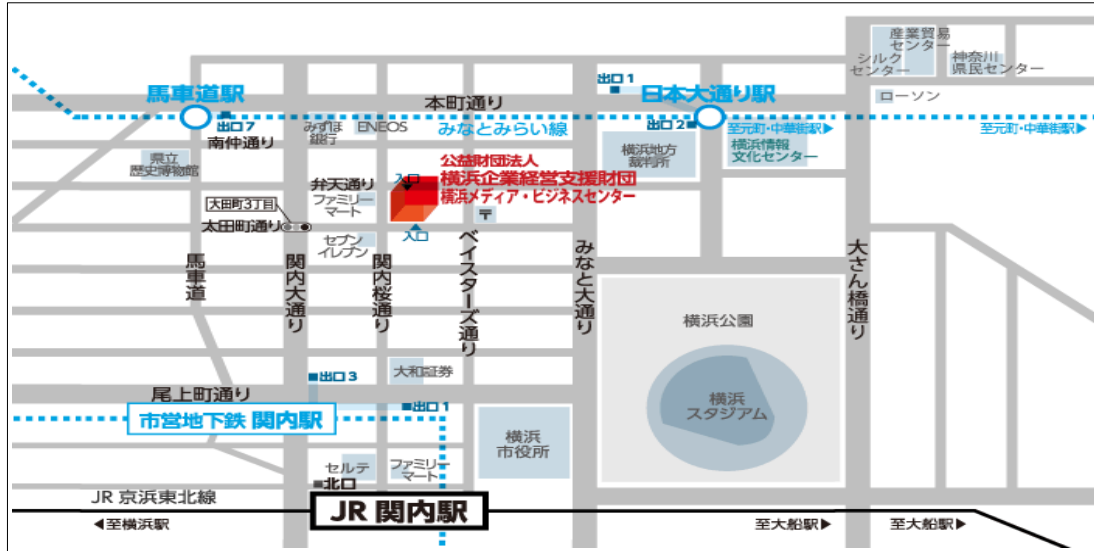 産業貿易
センター
シルク
センター
神奈川
県民センター
出口1
馬車道駅
本町通り
日本大通り駅
ローソン
出口7
みずほ
銀行
ENEOS
みなとみらい線
出口2
至元町・中華街駅▶
至元町・中華街駅▶
南仲通り
横浜地方
裁判所
横浜情報
文化センター
県立
歴史博物館
公益財団法人
横浜企業経営支援財団
横浜メディア・ビジネスセンター
弁天通り
入口
ファミリー
マート
大田町3丁目
太田町通り
〒
セブン
イレブン
入口
馬車道
関内大通り
関内桜通り
ベイスターズ通り
みなと大通り
大さん橋通り
横浜公園
出口3
大和証券
尾上町通り
出口1
横浜
スタジアム
市営地下鉄 関内駅
横浜
市役所
セルテ
ファミリー
マート
北口
JR 京浜東北線
JR 関内駅
◀至横浜駅
至大船駅▶
至大船駅▶